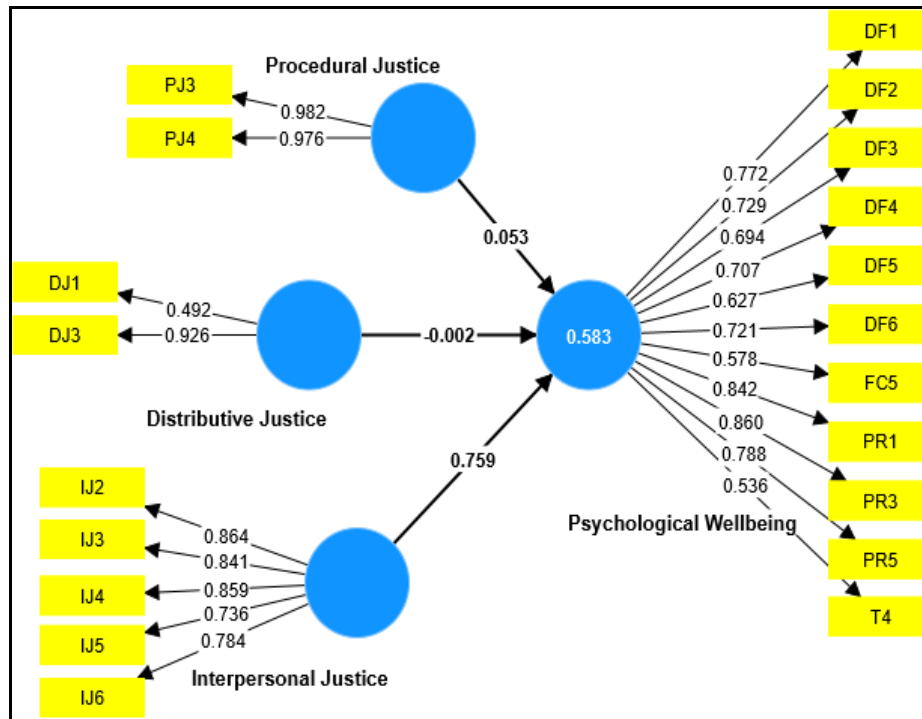 Procedural Justice
PJ3
0.982
PJ4
0.976
0.053
DJ1
0.492
DJ3
0.926
-0.002
Distributive Justice
0.759
IJ2
0.864
IJ3
0.841
IJ4
0.859
IJ5
0.736
IJ6
0.784
Interpersonal Justice
0.583
Psychological Wellbeing
0.772
0.729
0.694
0.707
0.627
0.721
0.578
0.842
0.860
0.788
0.536
DF1
DF2
DF3
DF4
DF5
DF6
FC5
PR1
PR3
PR5
T4